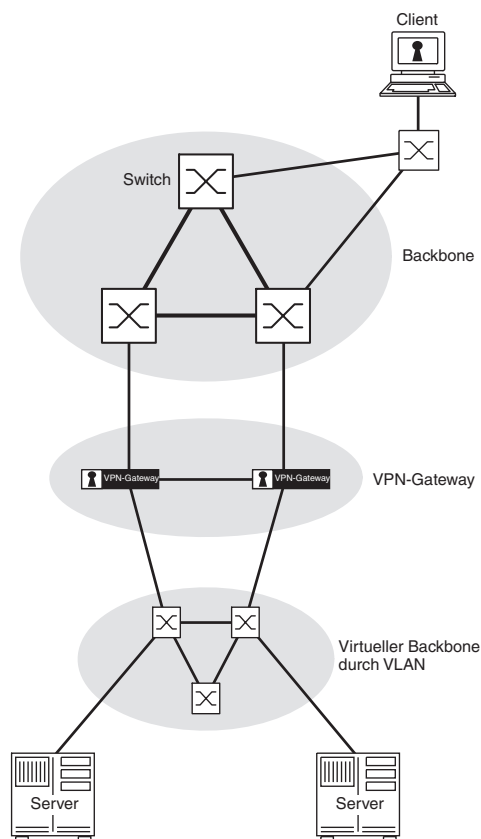 Client
Switch
Backbone
VPN-Gateway
VPN-Gateway
VPN-Gateway
Virtueller Backbone
durch VLAN
Server
Server